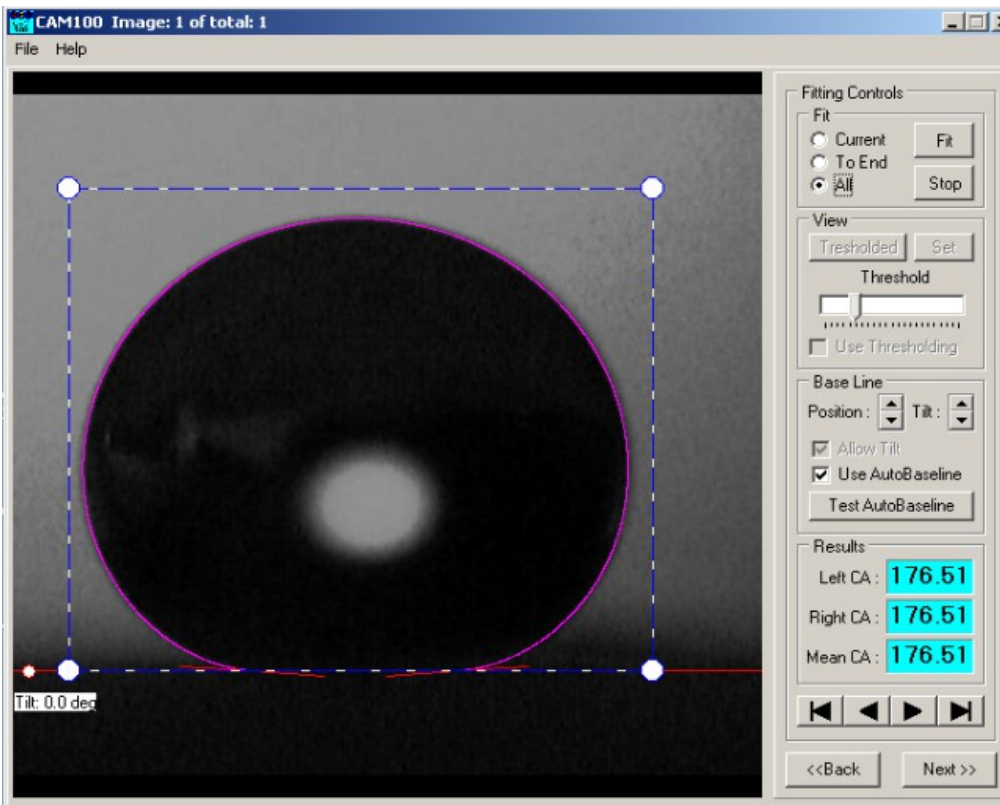 CAM100 Image: 1 of total: 1
File Help
Fitting Controls
Fit
Current
To End
All
Fit
Stop
View
Tresholded Set
Threshold
Use Thresholding
Base Line
Position : Tilt :
Allow Tilt
Use AutoBaseline
Test AutoBaseline
Results
Left CA : 176.51
Right CA : 176.51
Mean CA : 176.51
Tilt: 0.0 deg
<<Back Next >>